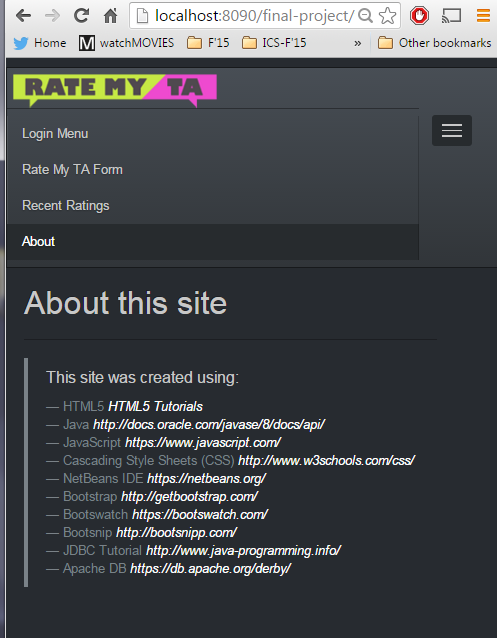 localhost:8090/final-project/
Home watchMOVIES F'15 ICS-F'15 » Other bookmarks
RATE MY TA
Login Menu
Rate My TA Form
Recent Ratings
About
About this site
This site was created using:
— HTML5 HTML5 Tutorials
— Java http://docs.oracle.com/javase/8/docs/api/
— JavaScript https://www.javascript.com/
— Cascading Style Sheets (CSS) http://www.w3schools.com/css/
— NetBeans IDE https://netbeans.org/
— Bootstrap http://getbootstrap.com/
— Bootswatch https://bootswatch.com/
— Bootsnip http://bootsnipp.com/
— JDBC Tutorial http://www.java-programming.info/
— Apache DB https://db.apache.org/derby/